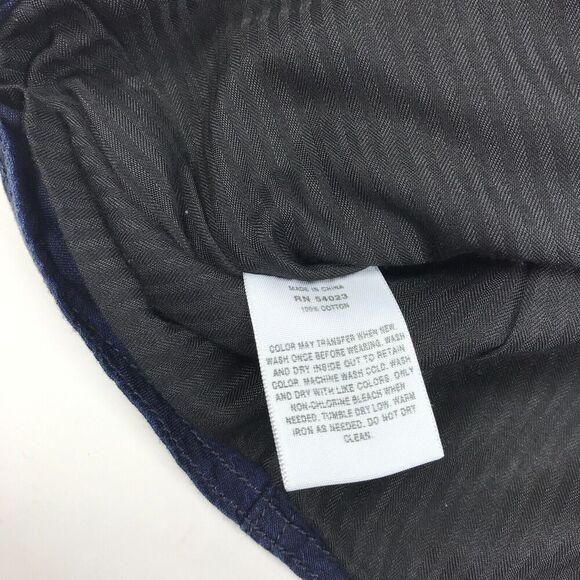 MADE IN CHINA
RN 54023
100% COTTON
COLOR MAY TRANSFER WHEN NEW.
WASH ONCE BEFORE WEARING. WASH
AND DRY INSIDE OUT TO RETAIN
COLOR. MACHINE WASH COLD. WASH
AND DRY WITH LIKE COLORS. ONLY
NON-CHLORINE BLEACH WHEN
NEEDED. TUMBLE DRY LOW. WARM
IRON AS NEEDED. DO NOT DRY
CLEAN.